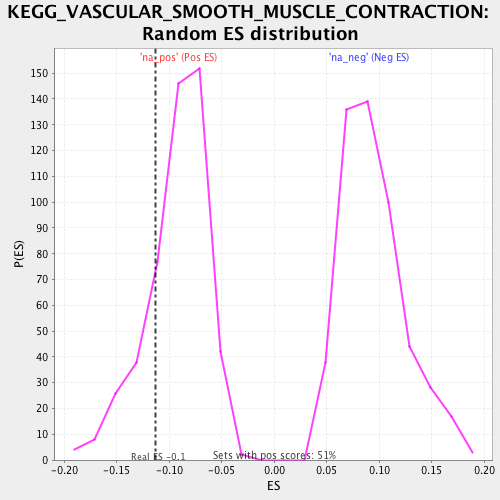 KEGG_VASCULAR_SMOOTH_MUSCLE_CONTRACTION:
Random ES distribution
'na_pos' (Pos ES)
'na_neg' (Neg ES)
150
140
130
120
110
100
90
80
70
60
50
40
30
20
10
0
P(ES)
Real ES -0.1
Sets with pos scores: 51%
-0.20 -0.15 -0.10 -0.05 0.00 0.05 0.10 0.15 0.20
ES